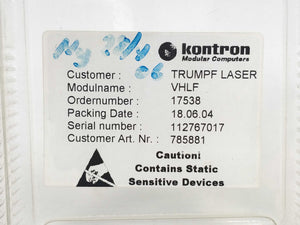 kontron
Modular Computers
Customer : TRUMPF LASER
Modulname : VHLF
Ordernumber : 17538
Packing Date : 18.06.04
Serial number : 112767017
Customer Art. Nr. : 785881
Caution!
Contains Static
Sensitive Devices